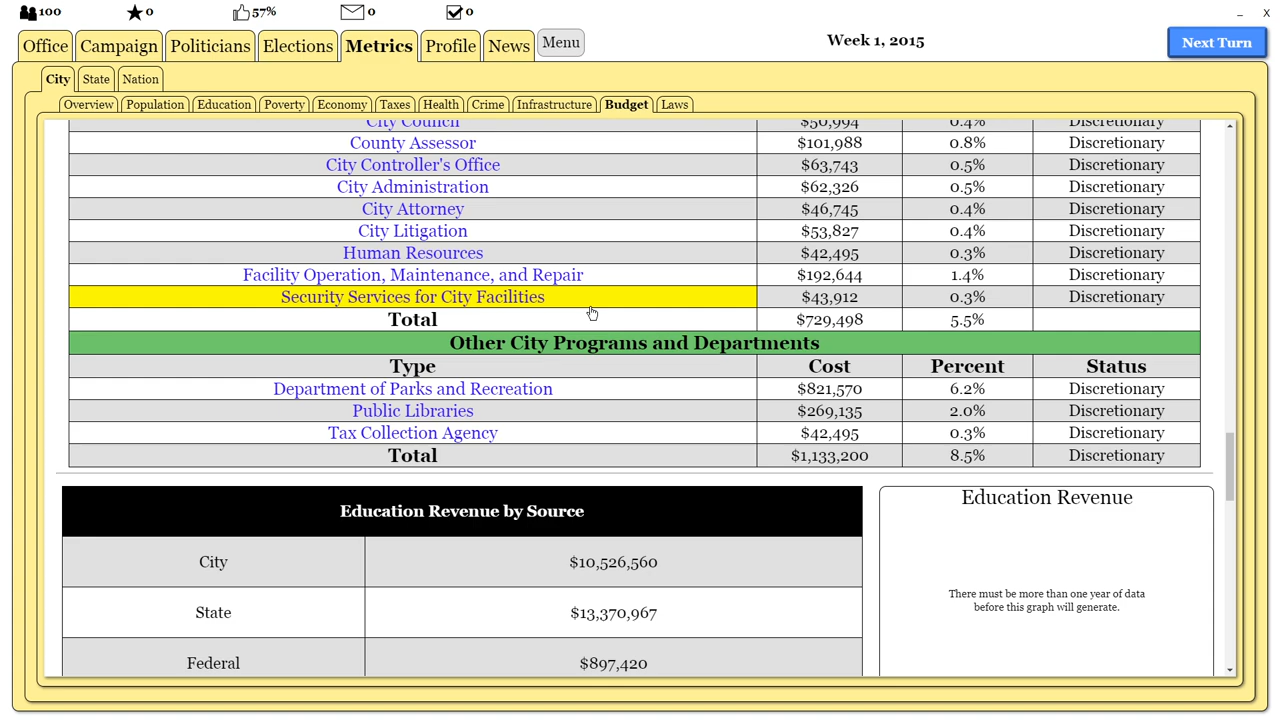 100 0 57% 0 0 _ X
Office Campaign Politicians Elections Metrics Profile News Menu Week 1, 2015 Next Turn
City State Nation
Overview Population Education Poverty Economy Taxes Health Crime Infrastructure Budget Laws
City Council $50,994 0.4% Discretionary
County Assessor $101,988 0.8% Discretionary
City Controller's Office $63,743 0.5% Discretionary
City Administration $62,326 0.5% Discretionary
City Attorney $46,745 0.4% Discretionary
City Litigation $53,827 0.4% Discretionary
Human Resources $42,495 0.3% Discretionary
Facility Operation, Maintenance, and Repair $192,644 1.4% Discretionary
Security Services for City Facilities $43,912 0.3% Discretionary
Total $729,498 5.5%
Other City Programs and Departments
Type Cost Percent Status
Department of Parks and Recreation $821,570 6.2% Discretionary
Public Libraries $269,135 2.0% Discretionary
Tax Collection Agency $42,495 0.3% Discretionary
Total $1,133,200 8.5% Discretionary
Education Revenue by Source
City $10,526,560
State $13,370,967
Federal $897,420
Education Revenue
There must be more than one year of data
before this graph will generate.